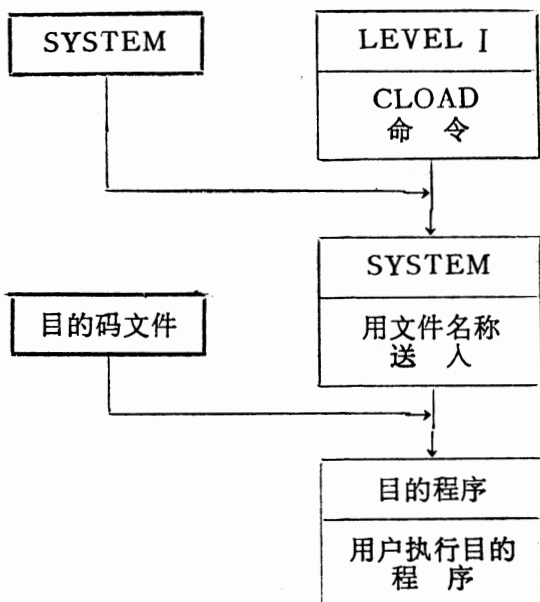 SYSTEM
LEVEL I
CLOAD
命 令
SYSTEM
用文件名称
送 入
目的码文件
目的程序
用户执行目的
程 序